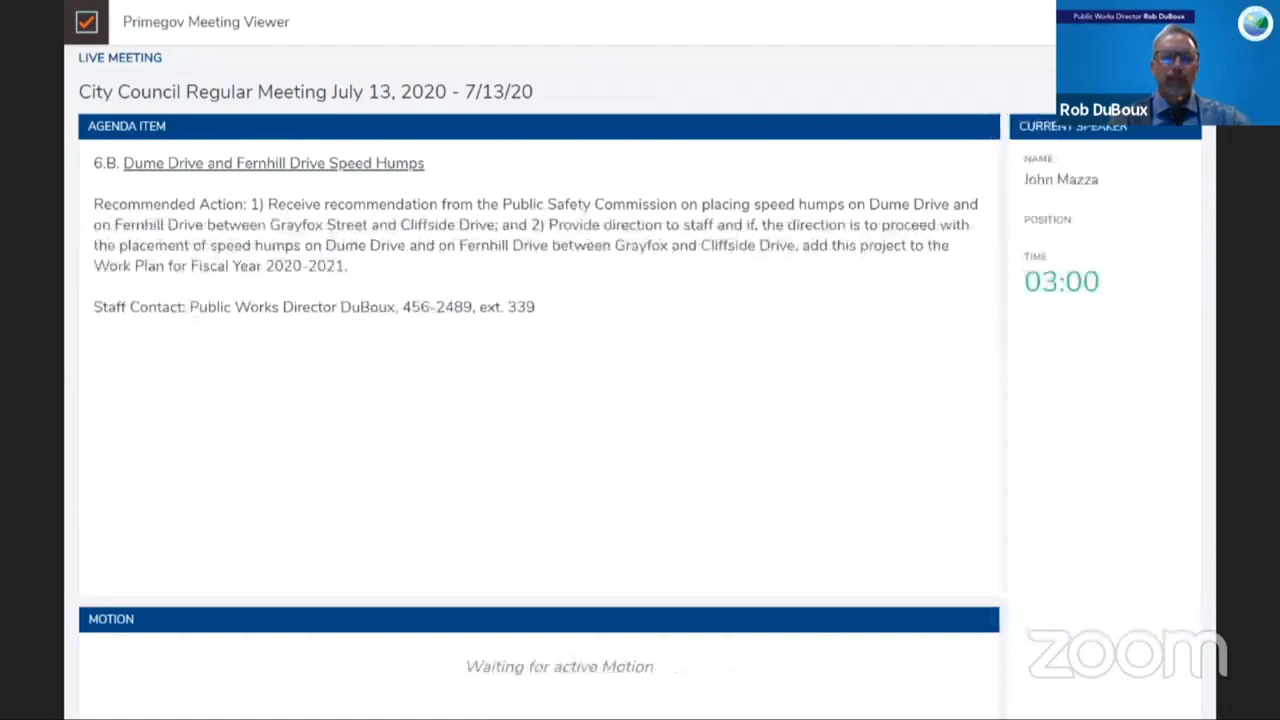 Primegov Meeting Viewer
Public Works Director Rob DuBoux
LIVE MEETING
City Council Regular Meeting July 13, 2020 - 7/13/20
Rob DuBoux
AGENDA ITEM
CURRENT SPEAKER
6.B. Dume Drive and Fernhill Drive Speed Humps
NAME
John Mazza
Recommended Action: 1) Receive recommendation from the Public Safety Commission on placing speed humps on Dume Drive and
on Fernhill Drive between Grayfox Street and Cliffside Drive; and 2) Provide direction to staff and if, the direction is to proceed with
the placement of speed humps on Dume Drive and on Fernhill Drive between Grayfox and Cliffside Drive, add this project to the
Work Plan for Fiscal Year 2020-2021.
POSITION
TIME
03:00
Staff Contact: Public Works Director DuBoux, 456-2489, ext. 339
MOTION
Waiting for active Motion
zoom